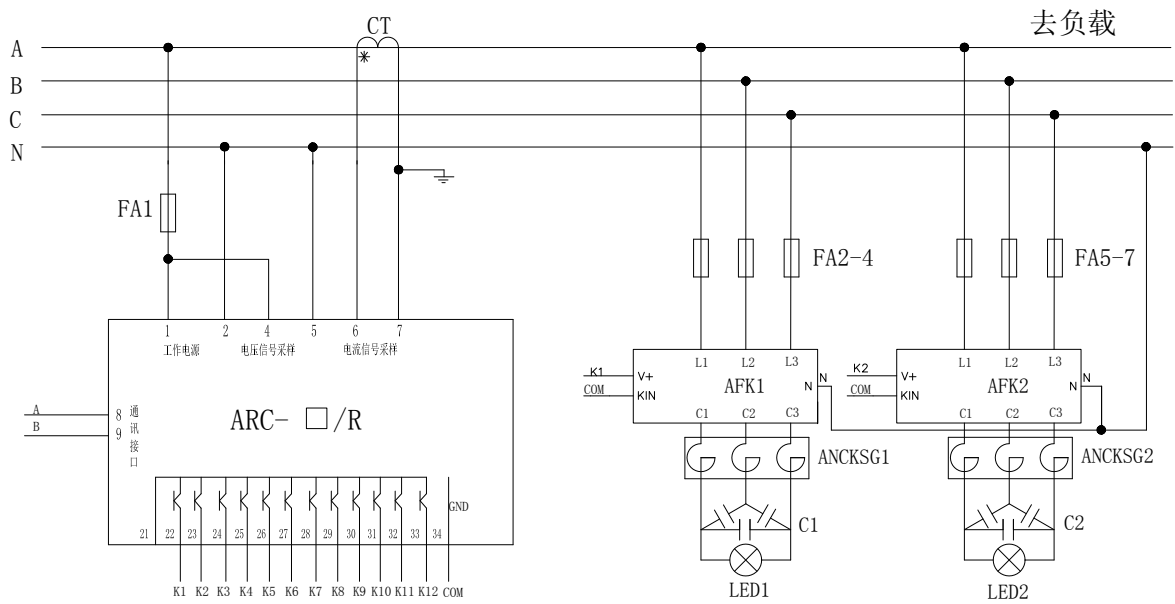 去负载
CT
A
*
B
C
N
FA1
FA2-4
FA5-7
1 2 4 5 6 7
工作电源 电压信号采样 电流信号采样
L1 L2 L3
L1 L2 L3
K1 V+ AFK1 N N
COM KIN
K2 V+ AFK2 N N
COM KIN
C1 C2 C3
C1 C2 C3
A 8
B 9
通讯接口
ARC- □/R
ANCKSG1
ANCKSG2
GND
C1
C2
21 22 23 24 25 26 27 28 29 30 31 32 33 34
LED1
LED2
K1 K2 K3 K4 K5 K6 K7 K8 K9 K10 K11 K12 COM